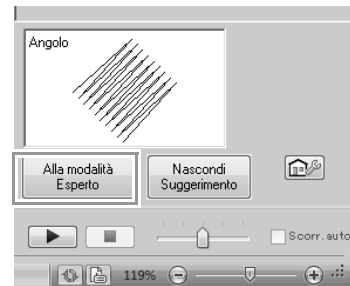 Angolo
Alla modalità
Esperto
Nascondi
Suggerimento
Scorr. auto
119%